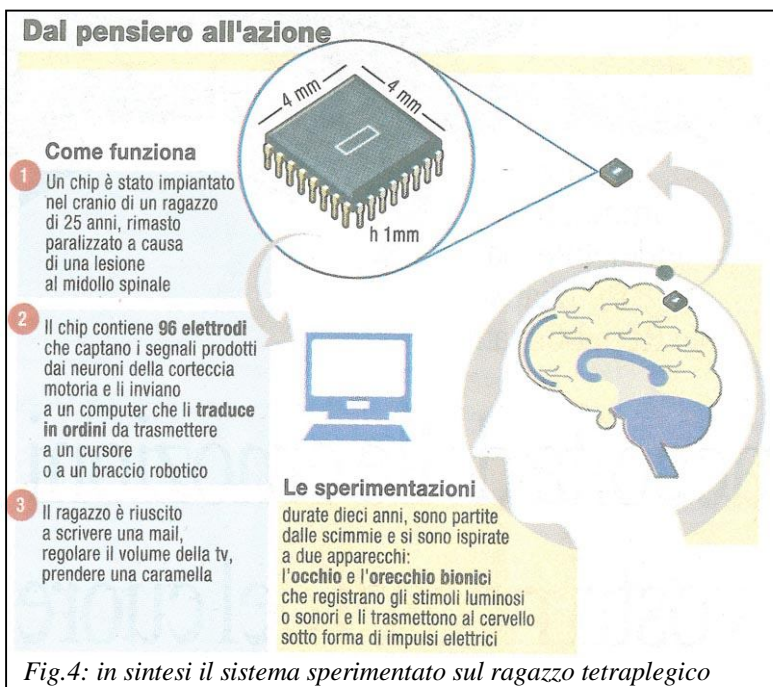 Dal pensiero all'azione
4 mm
4 mm
h 1mm
Come funziona
1
Un chip è stato impiantato
nel cranio di un ragazzo
di 25 anni, rimasto
paralizzato a causa
di una lesione
al midollo spinale
2
Il chip contiene 96 elettrodi
che captano i segnali prodotti
dai neuroni della corteccia
motoria e li inviano
a un computer che li traduce
in ordini da trasmettere
a un cursore
o a un braccio robotico
3
Il ragazzo è riuscito
a scrivere una mail,
regolare il volume della tv,
prendere una caramella
Le sperimentazioni
durate dieci anni, sono partite
dalle scimmie e si sono ispirate
a due apparecchi:
l'occhio e l'orecchio bionici
che registrano gli stimoli luminosi
o sonori e li trasmettono al cervello
sotto forma di impulsi elettrici
Fig.4: in sintesi il sistema sperimentato sul ragazzo tetraplegico